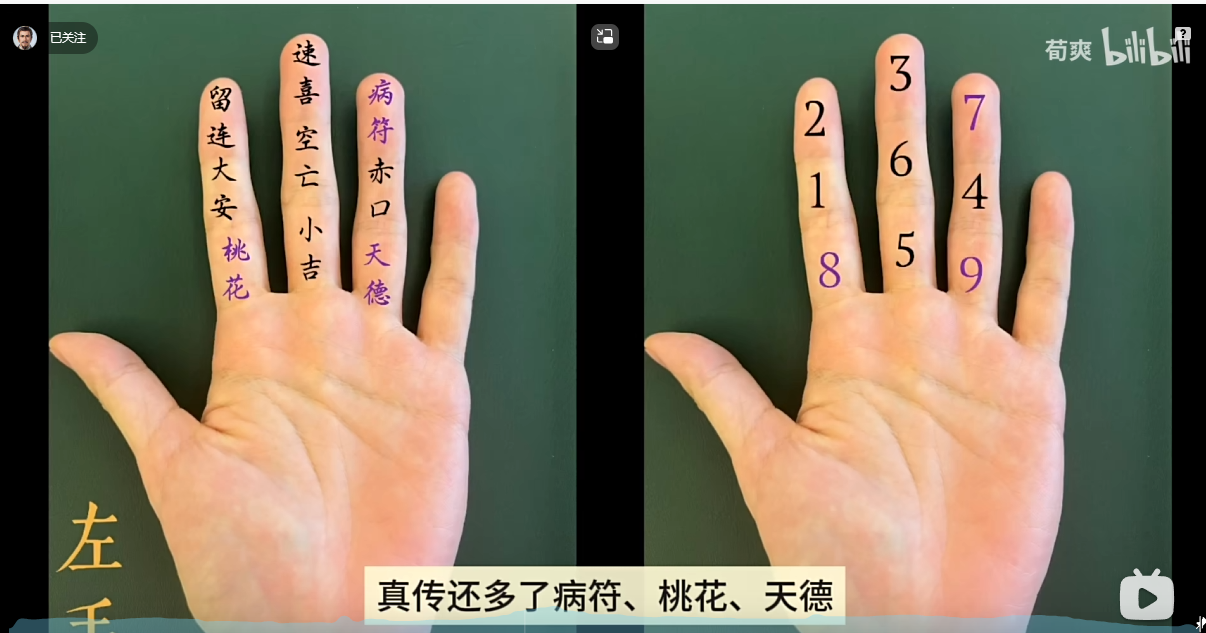 已关注
荀爽 bilibili
?
留连
大安
桃花
速喜
空亡
小吉
病符
赤口
天德
2
1
8
3
6
5
7
4
9
左手
真传还多了病符、桃花、天德